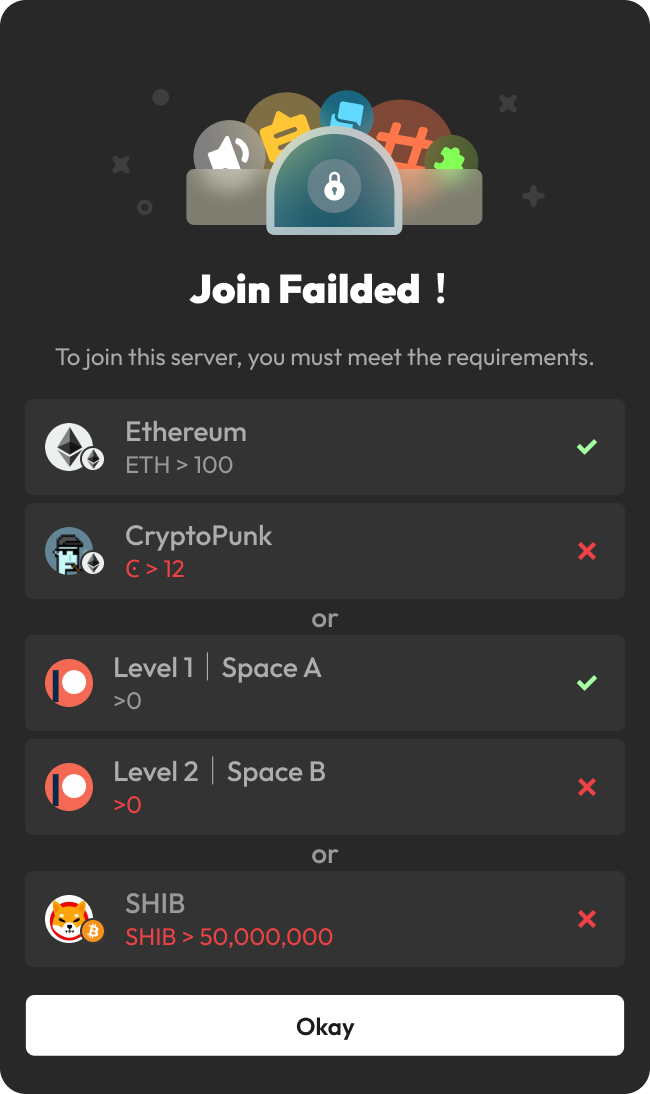 Join Failded！
To join this server, you must meet the requirements.
Ethereum
ETH > 100
CryptoPunk
> 12
or
Level 1｜Space A
>0
Level 2｜Space B
>0
or
SHIB
SHIB > 50,000,000
Okay